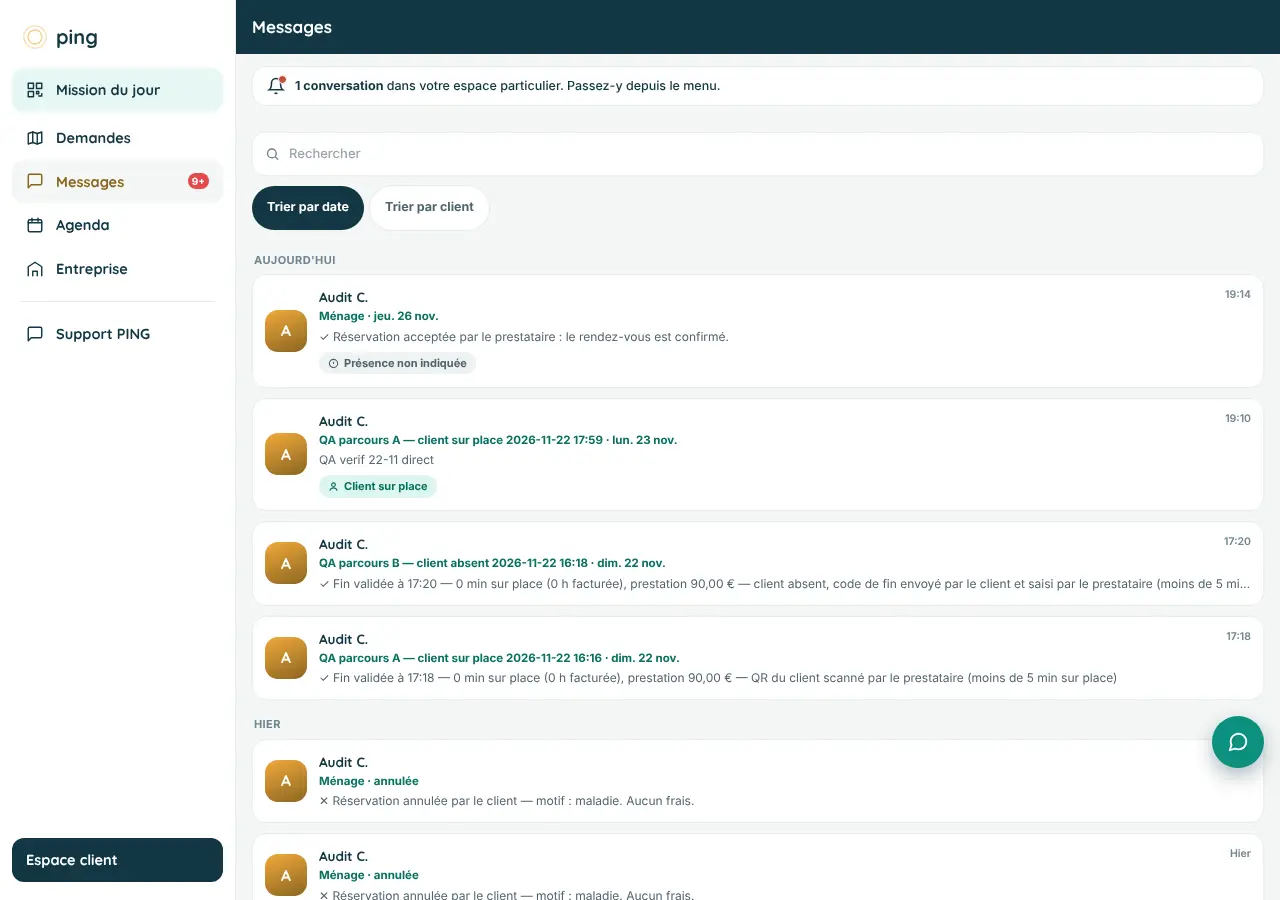 ping
Mission du jour
Demandes
Messages
9+
Agenda
Entreprise
Support PING
Espace client
Messages
1 conversation dans votre espace particulier. Passez-y depuis le menu.
Rechercher
Trier par date
Trier par client
AUJOURD'HUI
A
Audit C.
19:14
Ménage · jeu. 26 nov.
✓ Réservation acceptée par le prestataire : le rendez-vous est confirmé.
Présence non indiquée
A
Audit C.
19:10
QA parcours A — client sur place 2026-11-22 17:59 · lun. 23 nov.
QA verif 22-11 direct
Client sur place
A
Audit C.
17:20
QA parcours B — client absent 2026-11-22 16:18 · dim. 22 nov.
✓ Fin validée à 17:20 — 0 min sur place (0 h facturée), prestation 90,00 € — client absent, code de fin envoyé par le client et saisi par le prestataire (moins de 5 mi...
A
Audit C.
17:18
QA parcours A — client sur place 2026-11-22 16:16 · dim. 22 nov.
✓ Fin validée à 17:18 — 0 min sur place (0 h facturée), prestation 90,00 € — QR du client scanné par le prestataire (moins de 5 min sur place)
HIER
A
Audit C.
Ménage · annulée
✕ Réservation annulée par le client — motif : maladie. Aucun frais.
A
Audit C.
Hier
Ménage · annulée
✕ Réservation annulée par le client — motif : maladie. Aucun frais.